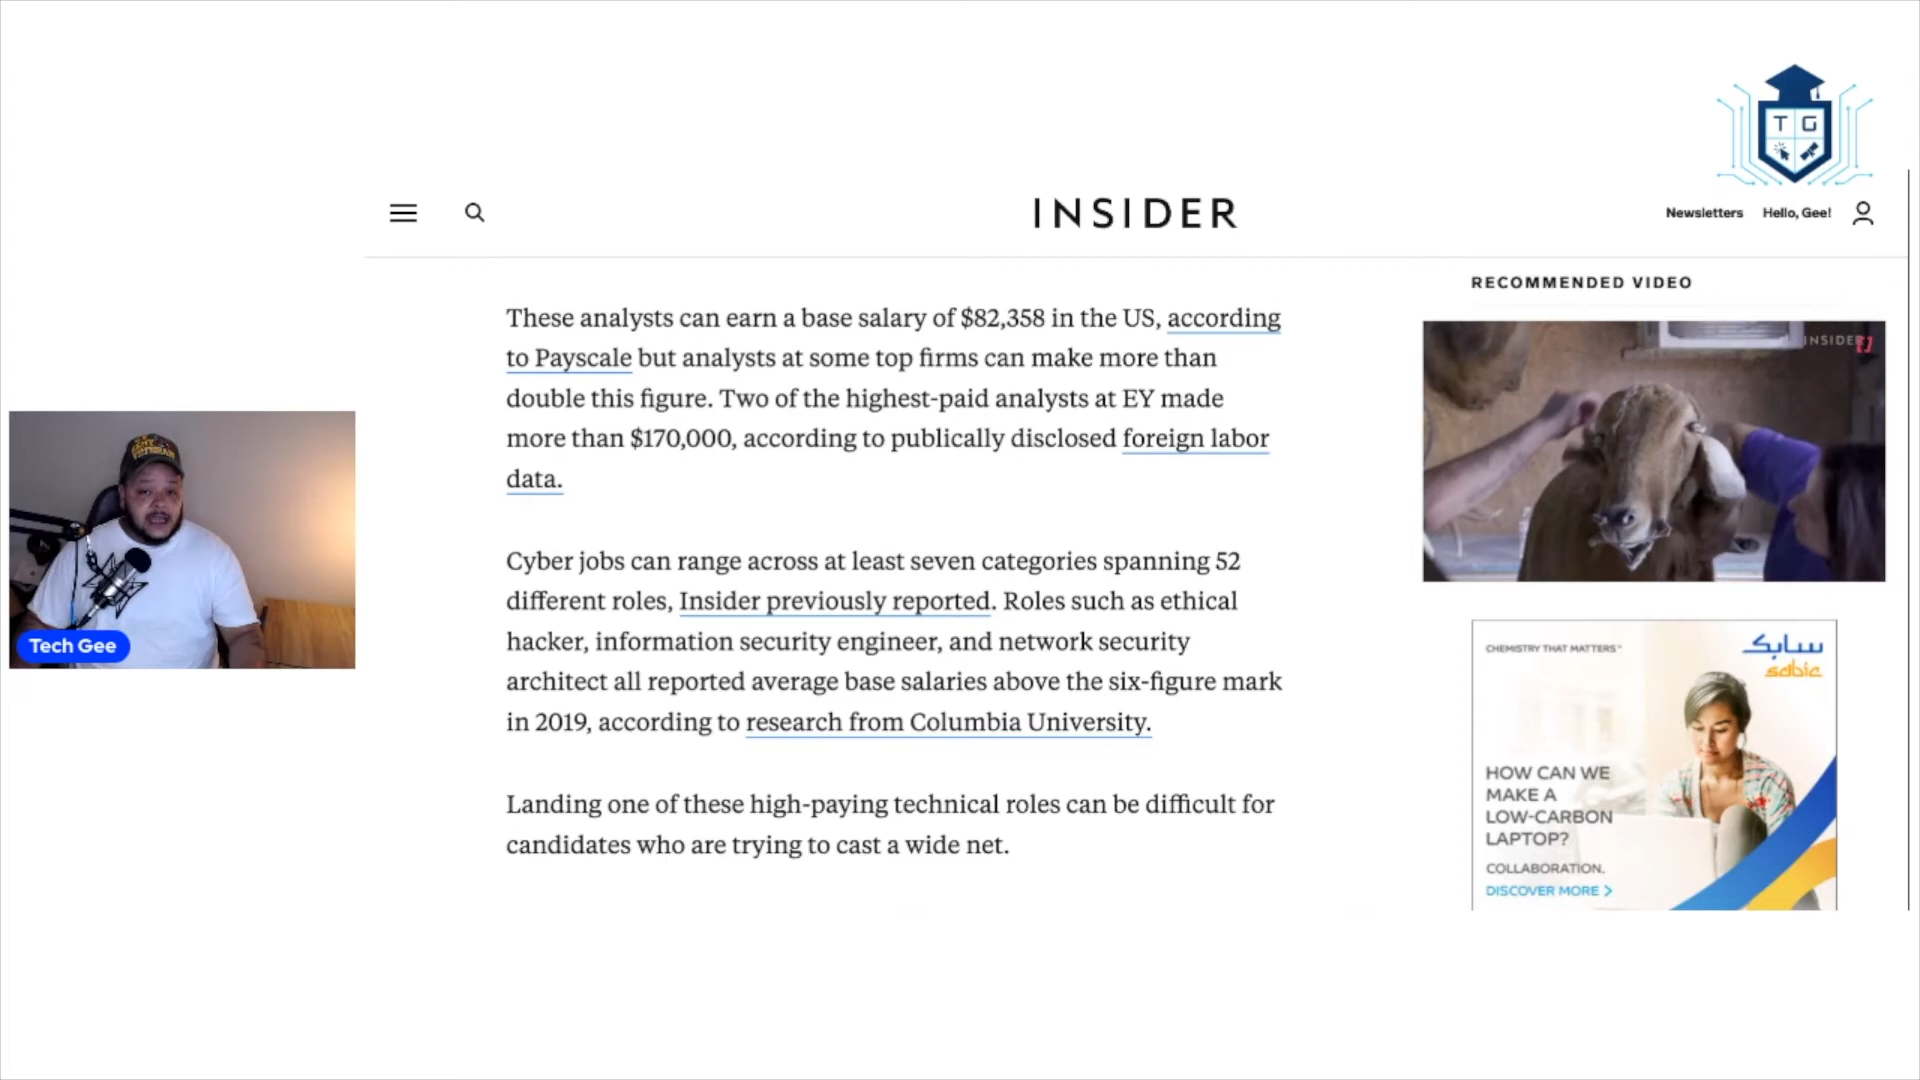 T G
INSIDER
Newsletters Hello, Gee!
These analysts can earn a base salary of $82,358 in the US, according
to Payscale but analysts at some top firms can make more than
double this figure. Two of the highest-paid analysts at EY made
more than $170,000, according to publically disclosed foreign labor
data.
Cyber jobs can range across at least seven categories spanning 52
different roles, Insider previously reported. Roles such as ethical
hacker, information security engineer, and network security
architect all reported average base salaries above the six-figure mark
in 2019, according to research from Columbia University.
Landing one of these high-paying technical roles can be difficult for
candidates who are trying to cast a wide net.
VETERAN
Tech Gee
RECOMMENDED VIDEO
INSIDER
CHEMISTRY THAT MATTERS™
سابك
sabic
HOW CAN WE
MAKE A
LOW-CARBON
LAPTOP?
COLLABORATION.
DISCOVER MORE >